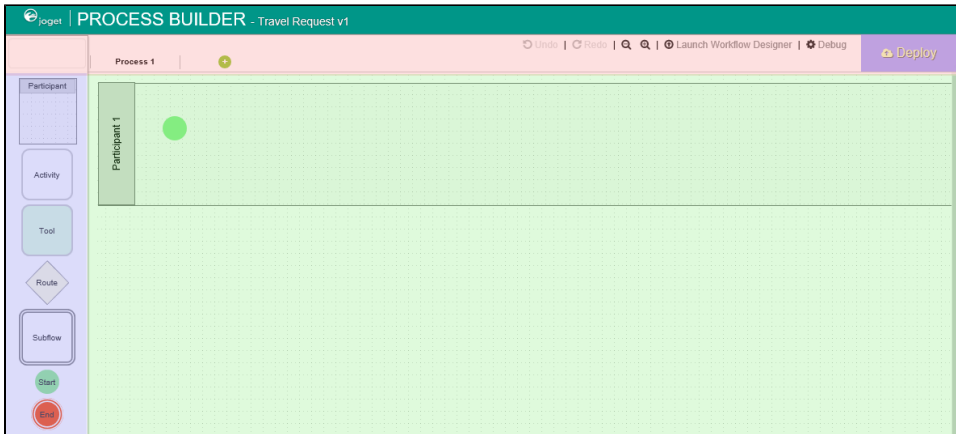 joget | PROCESS BUILDER - Travel Request v1
Undo | Redo | | Launch Workflow Designer | Debug
Deploy
Process 1
Participant
Participant 1
Activity
Tool
Route
Subflow
Start
End